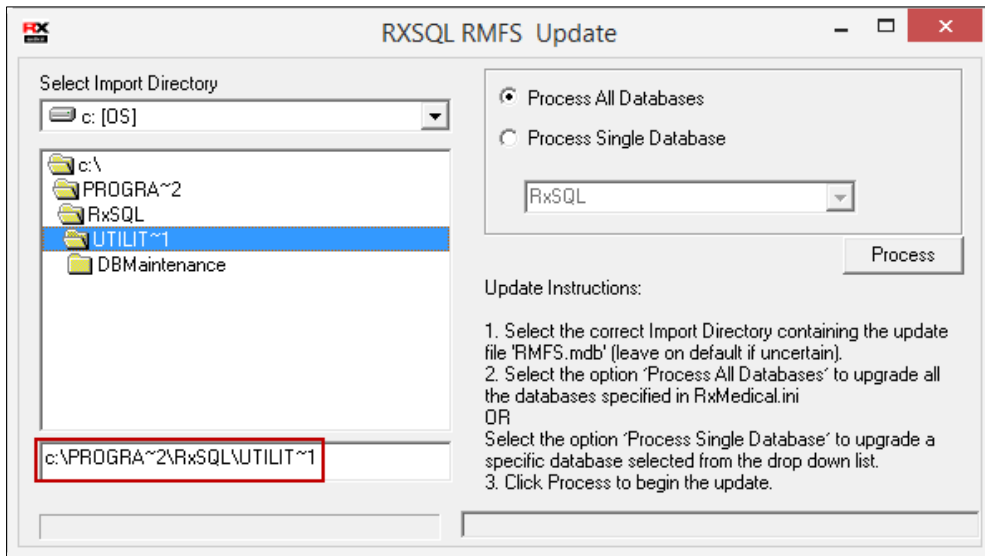 RX
RXSQL RMFS Update
Select Import Directory
c: [OS]
c:\
PROGRA~2
RxSQL
UTILIT~1
DBMaintenance
c:\PROGRA~2\RxSQL\UTILIT~1
Process All Databases
Process Single Database
RxSQL
Process
Update Instructions:
1. Select the correct Import Directory containing the update
file 'RMFS.mdb' (leave on default if uncertain).
2. Select the option ´Process All Databases´ to upgrade all
the databases specified in RxMedical.ini
OR
Select the option ´Process Single Database´ to upgrade a
specific database selected from the drop down list.
3. Click Process to begin the update.